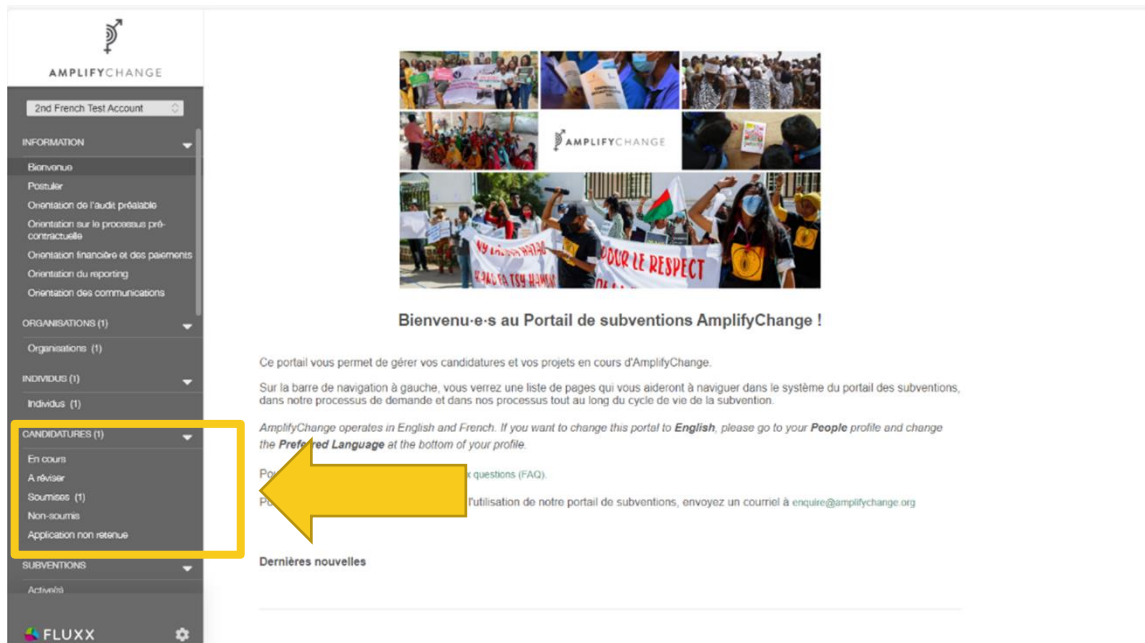 AMPLIFYCHANGE
2nd French Test Account
INFORMATION
Bienvenue
Postuler
Orientation de l'audit préalable
Orientation sur le processus pré-
contractuelle
Orientation financière et des paiements
Orientation du reporting
Orientation des communications
ORGANISATIONS (1)
Organisations (1)
INDIVIDUS (1)
Individus (1)
CANDIDATURES (1)
En cours
A réviser
Soumises (1)
Non-soumis
Application non retenue
SUBVENTIONS
Active(s)
FLUXX
AMPLIFYCHANGE
POUR LE RESPECT
Bienvenu·e·s au Portail de subventions AmplifyChange !
Ce portail vous permet de gérer vos candidatures et vos projets en cours d'AmplifyChange.
Sur la barre de navigation à gauche, vous verrez une liste de pages qui vous aideront à naviguer dans le système du portail des subventions,
dans notre processus de demande et dans nos processus tout au long du cycle de vie de la subvention.
AmplifyChange operates in English and French. If you want to change this portal to English, please go to your People profile and change
the Preferred Language at the bottom of your profile.
questions (FAQ).
l'utilisation de notre portail de subventions, envoyez un courriel à enquire@amplifychange.org
Dernières nouvelles